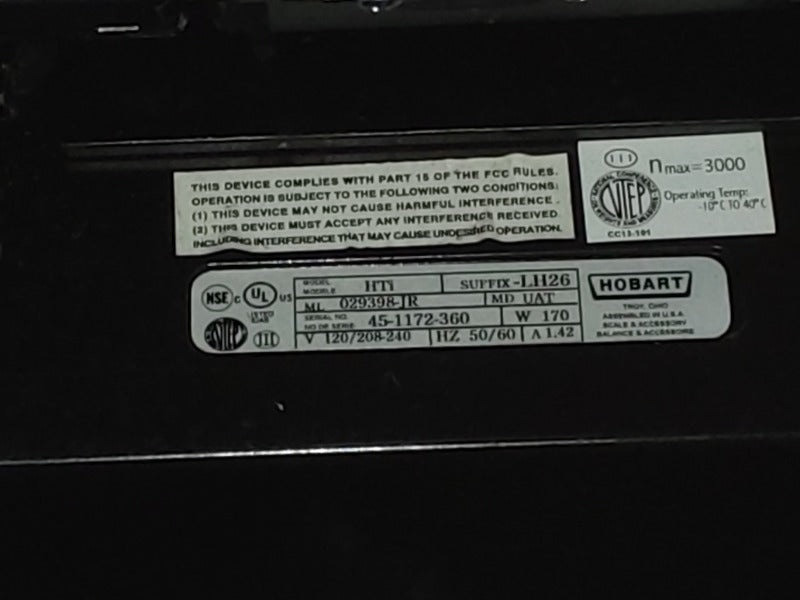 THIS DEVICE COMPLIES WITH PART 15 OF THE FCC RULES.
OPERATION IS SUBJECT TO THE FOLLOWING TWO CONDITIONS:
(1) THIS DEVICE MAY NOT CAUSE HARMFUL INTERFERENCE.
(2) THIS DEVICE MUST ACCEPT ANY INTERFERENCE RECEIVED
INCLUDING INTERFERENCE THAT MAY CAUSE UNDESIRED OPERATION.
III nmax=3000
NTEP
Operating Temp:
-10°C TO 40°C
CC13-101
NSF C UL US
LISTED
NTEP III
MODEL HTi SUFFIX -LH26
MODELE
ML 029398-JR MD UAT
SERIAL NO. 45-1172-360 W 170
NO DE SERIE
V 120/208-240 HZ 50/60 A 1.42
HOBART
TROY, OHIO
ASSEMBLED IN U.S.A.
SCALE & ACCESSORY
BALANCE & ACCESSOIRE